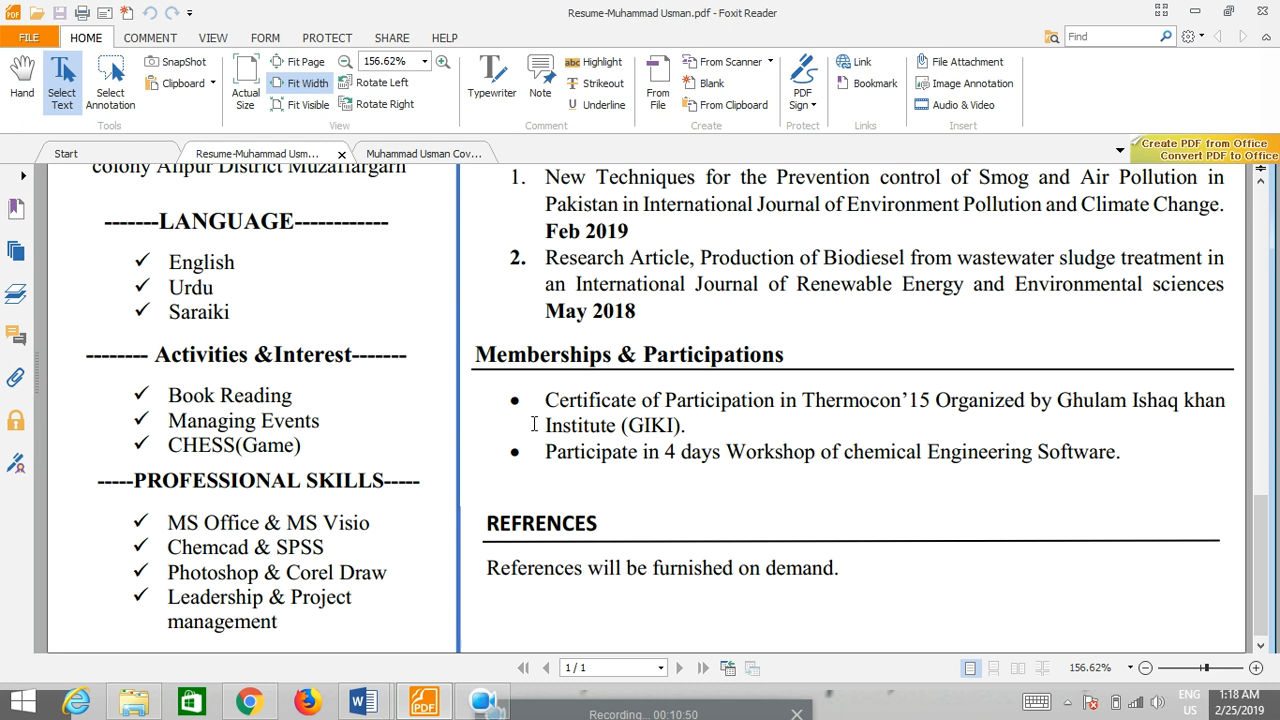 Resume-Muhammad Usman.pdf - Foxit Reader
FILE HOME COMMENT VIEW FORM PROTECT SHARE HELP
Find
Hand
Select Text
Select Annotation
SnapShot
Clipboard
Tools
Actual Size
Fit Page
Fit Width
Fit Visible
156.62%
Rotate Left
Rotate Right
View
Typewriter
Note
Highlight
Strikeout
Underline
Comment
From File
From Scanner
Blank
From Clipboard
Create
PDF Sign
Protect
Link
Bookmark
Links
File Attachment
Image Annotation
Audio & Video
Insert
Start
Resume-Muhammad Usm...
Muhammad Usman Cov...
Create PDF from Office
Convert PDF to Office
colony Alipur District Muzaffargarh
-------LANGUAGE------------
✓ English
✓ Urdu
✓ Saraiki
-------- Activities &Interest-------
✓ Book Reading
✓ Managing Events
✓ CHESS(Game)
-----PROFESSIONAL SKILLS-----
✓ MS Office & MS Visio
✓ Chemcad & SPSS
✓ Photoshop & Corel Draw
✓ Leadership & Project
management
1. New Techniques for the Prevention control of Smog and Air Pollution in
Pakistan in International Journal of Environment Pollution and Climate Change.
Feb 2019
2. Research Article, Production of Biodiesel from wastewater sludge treatment in
an International Journal of Renewable Energy and Environmental sciences
May 2018
Memberships & Participations
• Certificate of Participation in Thermocon’15 Organized by Ghulam Ishaq khan
Institute (GIKI).
• Participate in 4 days Workshop of chemical Engineering Software.
REFRENCES
References will be furnished on demand.
1 / 1
156.62%
Recording... 00:10:50
ENG
US
1:18 AM
2/25/2019